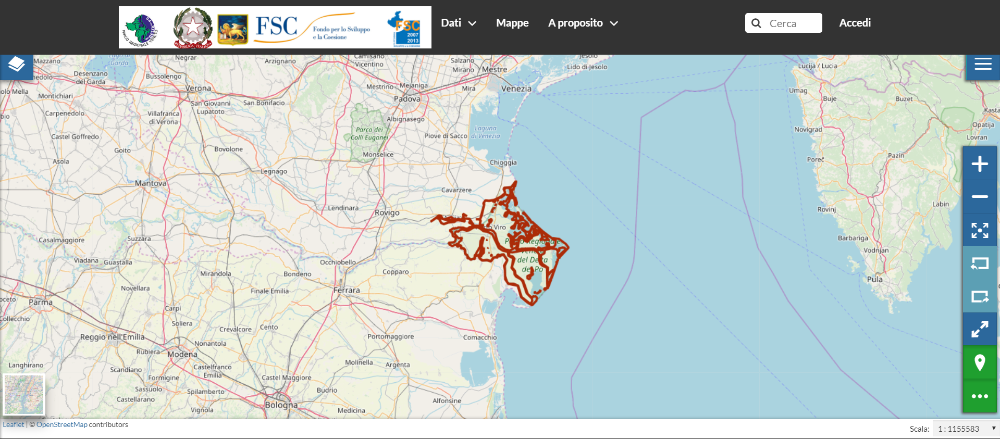 PARCO REGIONALE VENETO
REPVBBLICA ITALIANA
FSC
Fondo per lo Sviluppo
e la Coesione
FSC
2007
2013
Dati
Mappe
A proposito
Cerca
Accedi
Mazzano
Lago di
Garda
Negrar
Arzignano
Camisano
Vicentino
Salzano
Mirano
Mestre
Jesolo
Lido di Jesolo
Lucija / Lucia
Desenzano
del Garda
Bussolengo
Verona
Mestrino
Mejaniga
Mira
Venezia
Montichiari
San Giovanni
Lupatoto
San Bonifacio
Padova
Umag
Buje
Buzet
Carpenedolo
Villafranca
di Verona
Albignasego
Kasta
Opatija
Castel Goffredo
Parco dei
Colli Euganei
Piove di Sacco
Laguna
di Venezia
Novigrad
Lovran
Goito
Bovolone
Monselice
Pazin
Asola
Legnago
Chioggia
Poreč
Mantova
Cavarzere
Labin
Lendinara
Rovigo
Rovinj
Viro
Casalmaggiore
Suzzara
Barbariga
Vodnjan
Viadana
Guastalla
Occhiobello
del Delta
del Po
Mirandola
Bondeno
Copparo
Pula
Novellara
Finale Emilia
Ferrara
Parma
Carpi
Collecchio
Soliera
Crevalcore
Cento
Reggio nell'Emilia
Nonantola
Portomaggiore
Comacchio
Rubiera
Modena
Langhirano
Scandiano
Castelfranco
Emilia
Molinella
Argenta
Formigine
Castel Maggiore
Sassuolo
Spilamberto
Budrio
Castellarano
Bologna
Alfonsine
Vignola
Medicina
Leaflet | © OpenStreetMap contributors
Scala:
1 : 1155583